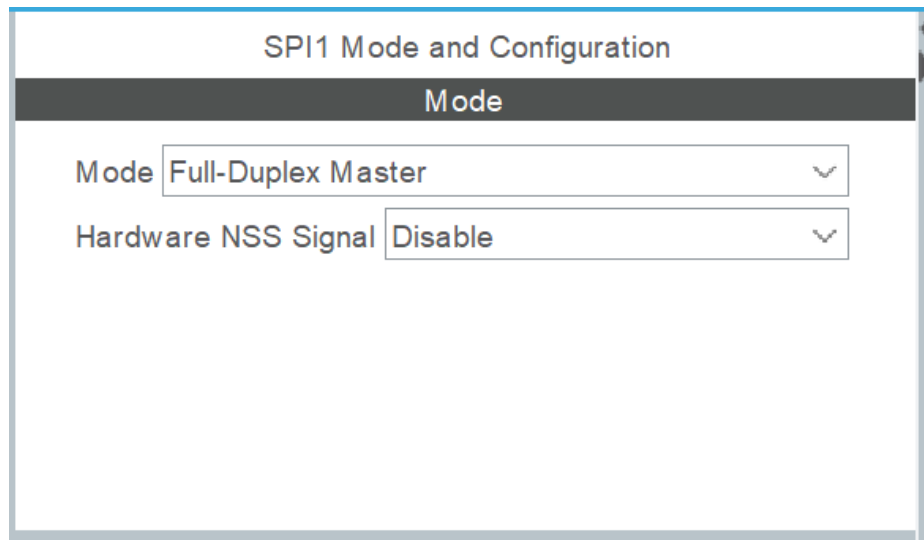 SPI1 Mode and Configuration
Mode
Mode Full-Duplex Master
Hardware NSS Signal Disable